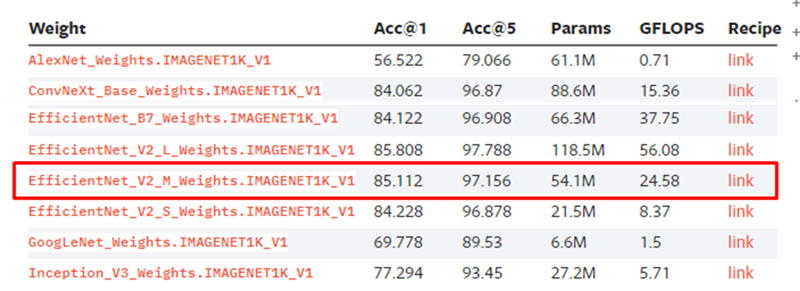 Weight Acc@1 Acc@5 Params GFLOPS Recipe
AlexNet_Weights.IMAGENET1K_V1 56.522 79.066 61.1M 0.71 link
ConvNeXt_Base_Weights.IMAGENET1K_V1 84.062 96.87 88.6M 15.36 link
EfficientNet_B7_Weights.IMAGENET1K_V1 84.122 96.908 66.3M 37.75 link
EfficientNet_V2_L_Weights.IMAGENET1K_V1 85.808 97.788 118.5M 56.08 link
EfficientNet_V2_M_Weights.IMAGENET1K_V1 85.112 97.156 54.1M 24.58 link
EfficientNet_V2_S_Weights.IMAGENET1K_V1 84.228 96.878 21.5M 8.37 link
GoogLeNet_Weights.IMAGENET1K_V1 69.778 89.53 6.6M 1.5 link
Inception_V3_Weights.IMAGENET1K_V1 77.294 93.45 27.2M 5.71 link